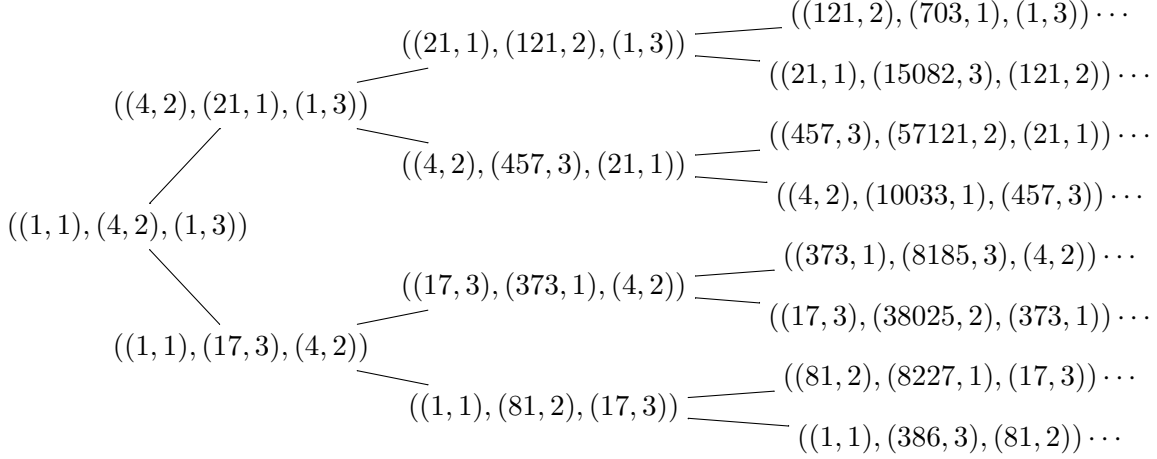 ((121, 2), (703, 1), (1, 3)) ⋯
((21, 1), (121, 2), (1, 3))
((21, 1), (15082, 3), (121, 2)) ⋯
((4, 2), (21, 1), (1, 3))
((457, 3), (57121, 2), (21, 1)) ⋯
((4, 2), (457, 3), (21, 1))
((4, 2), (10033, 1), (457, 3)) ⋯
((1, 1), (4, 2), (1, 3))
((373, 1), (8185, 3), (4, 2)) ⋯
((17, 3), (373, 1), (4, 2))
((17, 3), (38025, 2), (373, 1)) ⋯
((1, 1), (17, 3), (4, 2))
((81, 2), (8227, 1), (17, 3)) ⋯
((1, 1), (81, 2), (17, 3))
((1, 1), (386, 3), (81, 2)) ⋯